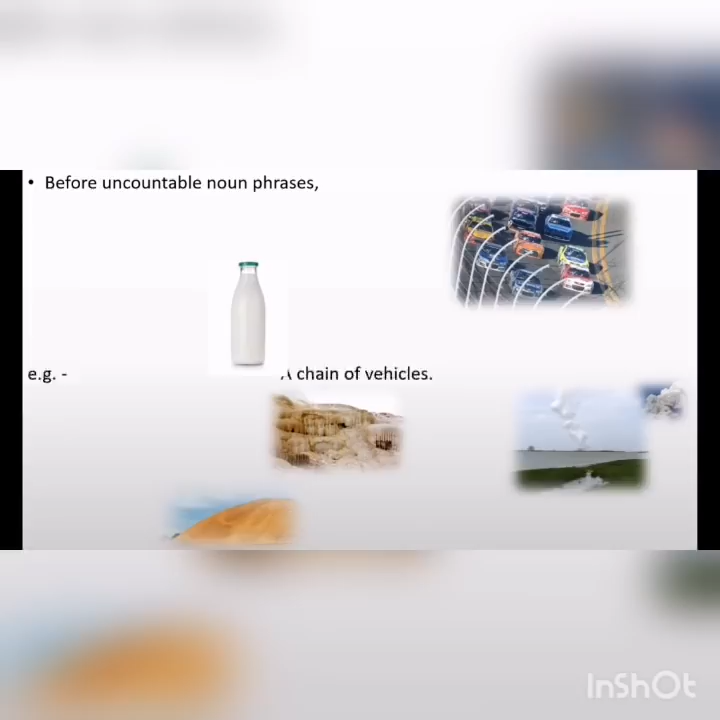 • Before uncountable noun phrases,
e.g. - A chain of vehicles.
InShOt